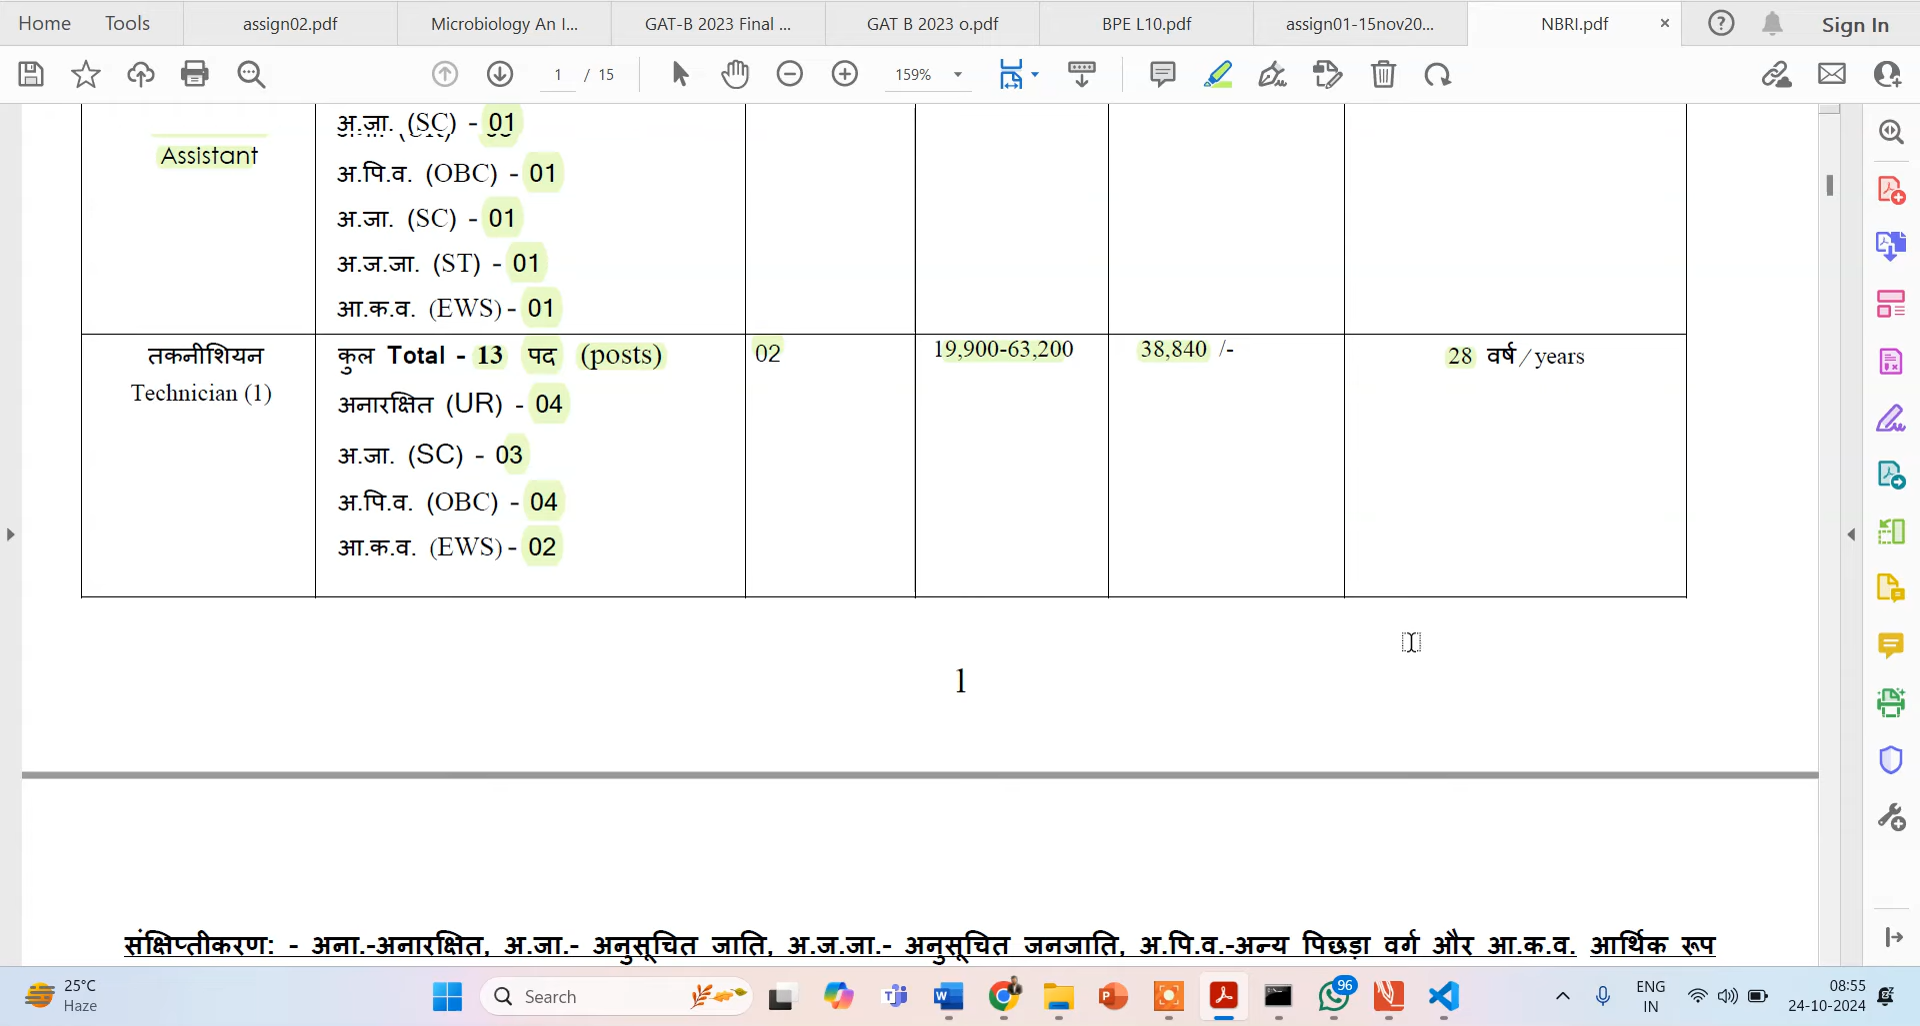 Home Tools assign02.pdf Microbiology An I... GAT-B 2023 Final ... GAT B 2023 o.pdf BPE L10.pdf assign01-15nov20... NBRI.pdf × Sign In
1 / 15 159%
अ.जा. (SC) - 01
Assistant
अ.पि.व. (OBC) - 01
अ.जा. (SC) - 01
अ.ज.जा. (ST) - 01
आ.क.व. (EWS)- 01
तकनीशियन
Technician (1)
कुल Total - 13 पद (posts)
अनारक्षित (UR) - 04
अ.जा. (SC) - 03
अ.पि.व. (OBC) - 04
आ.क.व. (EWS)- 02
02
19,900-63,200
38,840 /-
28 वर्ष/years
1
संक्षिप्तीकरण: - अना.-अनारक्षित, अ.जा.- अनुसूचित जाति, अ.ज.जा.- अनुसूचित जनजाति, अ.पि.व.-अन्य पिछड़ा वर्ग और आ.क.व. आर्थिक रूप
25°C
Haze
Search
96
ENG
IN
08:55
24-10-2024